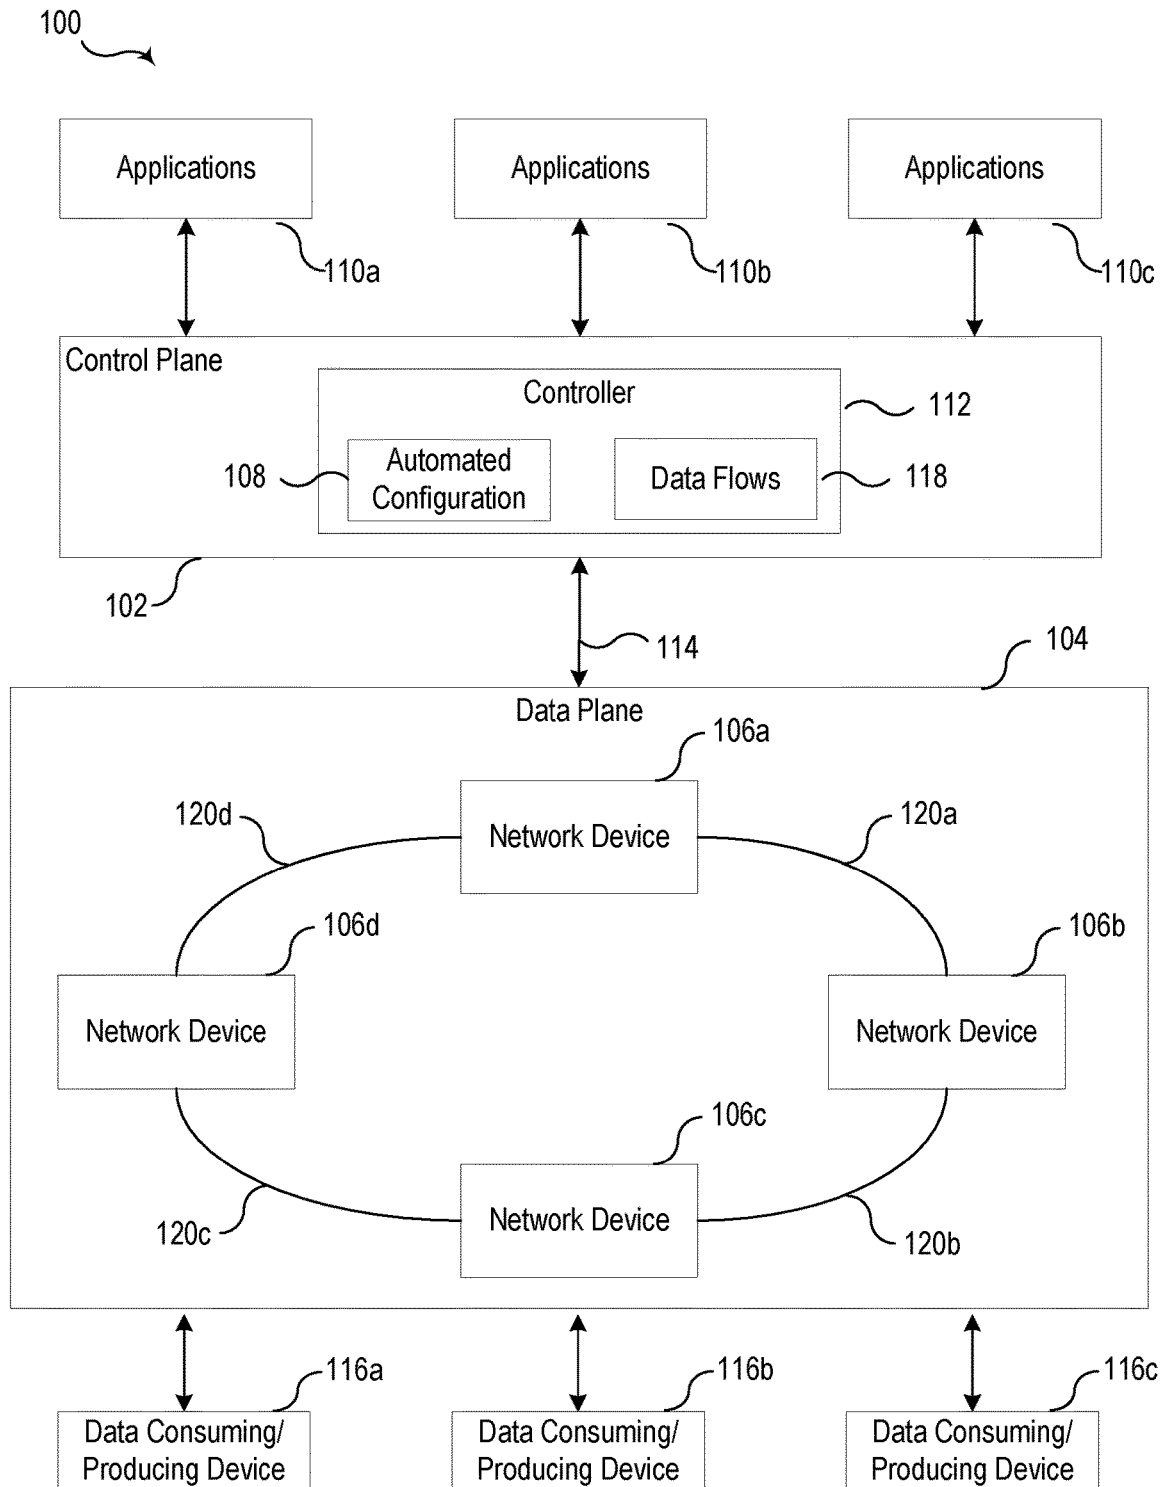 100
Applications
Applications
Applications
110a
110b
110c
Control Plane
Controller
112
Automated
Configuration
108
Data Flows
118
102
114
104
Data Plane
106a
120d
Network Device
120a
106d
106b
Network Device
Network Device
106c
120c
Network Device
120b
116a
116b
116c
Data Consuming/
Producing Device
Data Consuming/
Producing Device
Data Consuming/
Producing Device